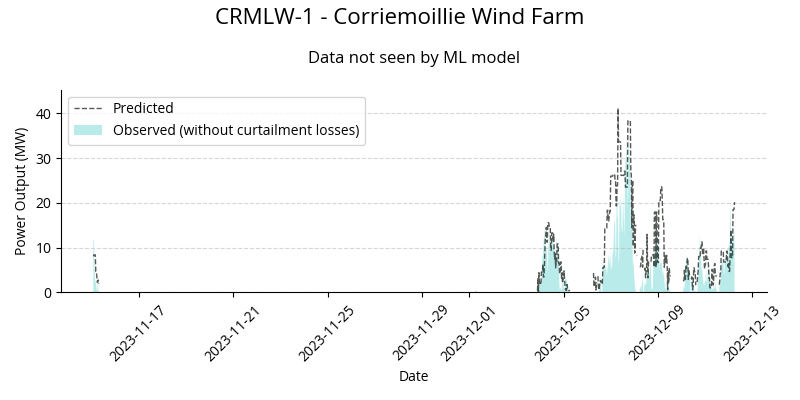 CRMLW-1 - Corriemoillie Wind Farm
Data not seen by ML model
Predicted
Observed (without curtailment losses)
Power Output (MW)
40
30
20
10
0
2023-11-17
2023-11-21
2023-11-25
2023-11-29
2023-12-01
2023-12-05
2023-12-09
2023-12-13
Date